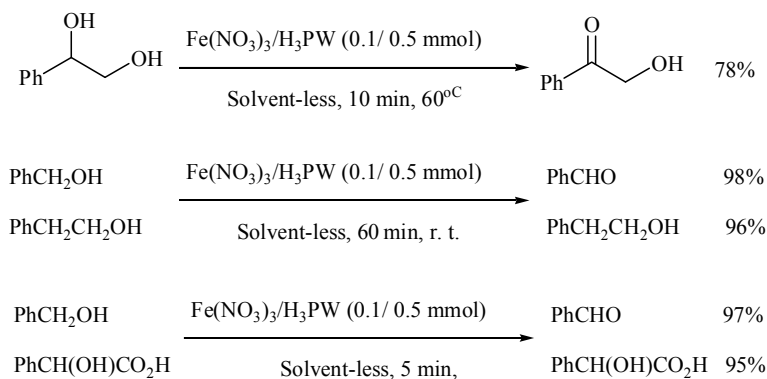 OH
OH
Ph
Fe(NO₃)₃/H₃PW (0.1/ 0.5 mmol)
Solvent-less, 10 min, 60ºC
O
OH
Ph
78%
PhCH₂OH
PhCH₂CH₂OH
Fe(NO₃)₃/H₃PW (0.1/ 0.5 mmol)
Solvent-less, 60 min, r. t.
PhCHO 98%
PhCH₂CH₂OH 96%
PhCH₂OH
PhCH(OH)CO₂H
Fe(NO₃)₃/H₃PW (0.1/ 0.5 mmol)
Solvent-less, 5 min,
PhCHO 97%
PhCH(OH)CO₂H 95%